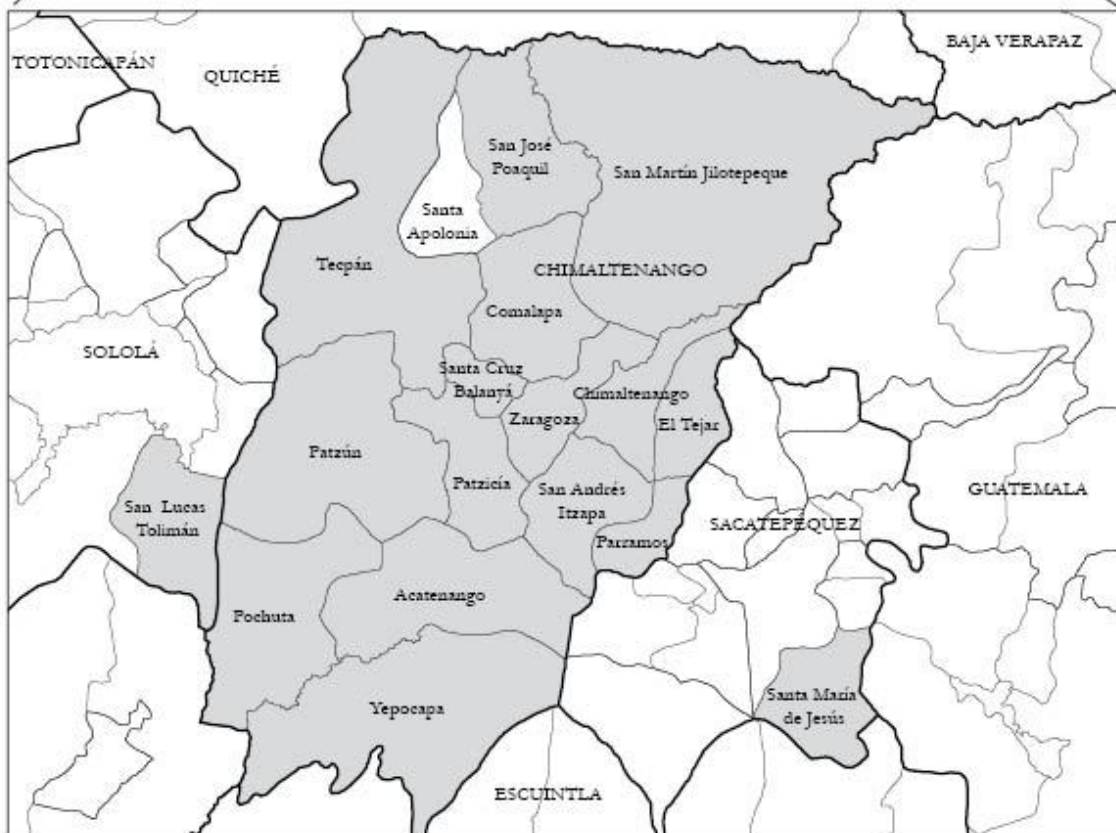 BAJA VERAPAZ
TOTONICAPÁN
QUICHÉ
San José
Poaquil
San Martín Jilotepeque
Santa
Apolonia
Tecpán
CHIMALTENANGO
Comalapa
SOLOLÁ
Santa Cruz
Balanyá
Chimaltenango
Zaragoza
El Tejar
Patzún
Patzicía
San Andrés
Itzapa
GUATEMALA
San Lucas
Tolimán
SACATEPÉQUEZ
Parramos
Acatenango
Pochuta
Santa María
de Jesús
Yepocapa
ESCUINTLA